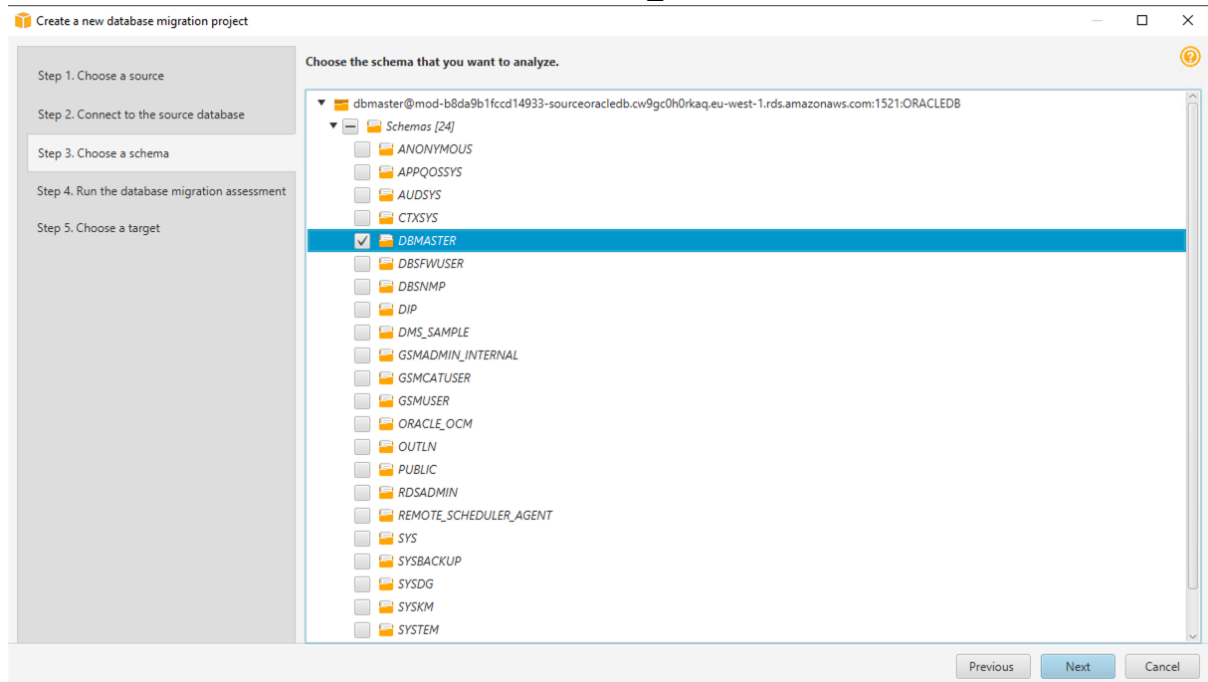 Create a new database migration project
Step 1. Choose a source
Step 2. Connect to the source database
Step 3. Choose a schema
Step 4. Run the database migration assessment
Step 5. Choose a target
Choose the schema that you want to analyze.
dbmaster@mod-b8da9b1fccd14933-sourceoracledb.cw9gc0h0rkaq.eu-west-1.rds.amazonaws.com:1521:ORACLEDB
Schemas [24]
ANONYMOUS
APPQOSSYS
AUDSYS
CTXSYS
DBMASTER
DBSFWUSER
DBSNMP
DIP
DMS_SAMPLE
GSMADMIN_INTERNAL
GSMCATUSER
GSMUSER
ORACLE_OCM
OUTLN
PUBLIC
RDSADMIN
REMOTE_SCHEDULER_AGENT
SYS
SYSBACKUP
SYSDG
SYSKM
SYSTEM
Previous Next Cancel